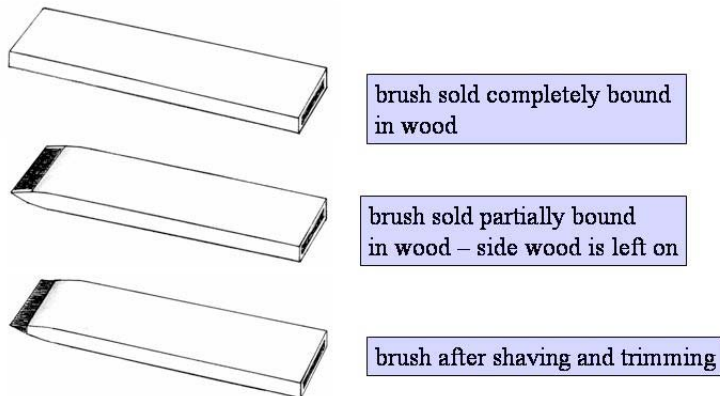 brush sold completely bound
in wood
brush sold partially bound
in wood – side wood is left on
brush after shaving and trimming